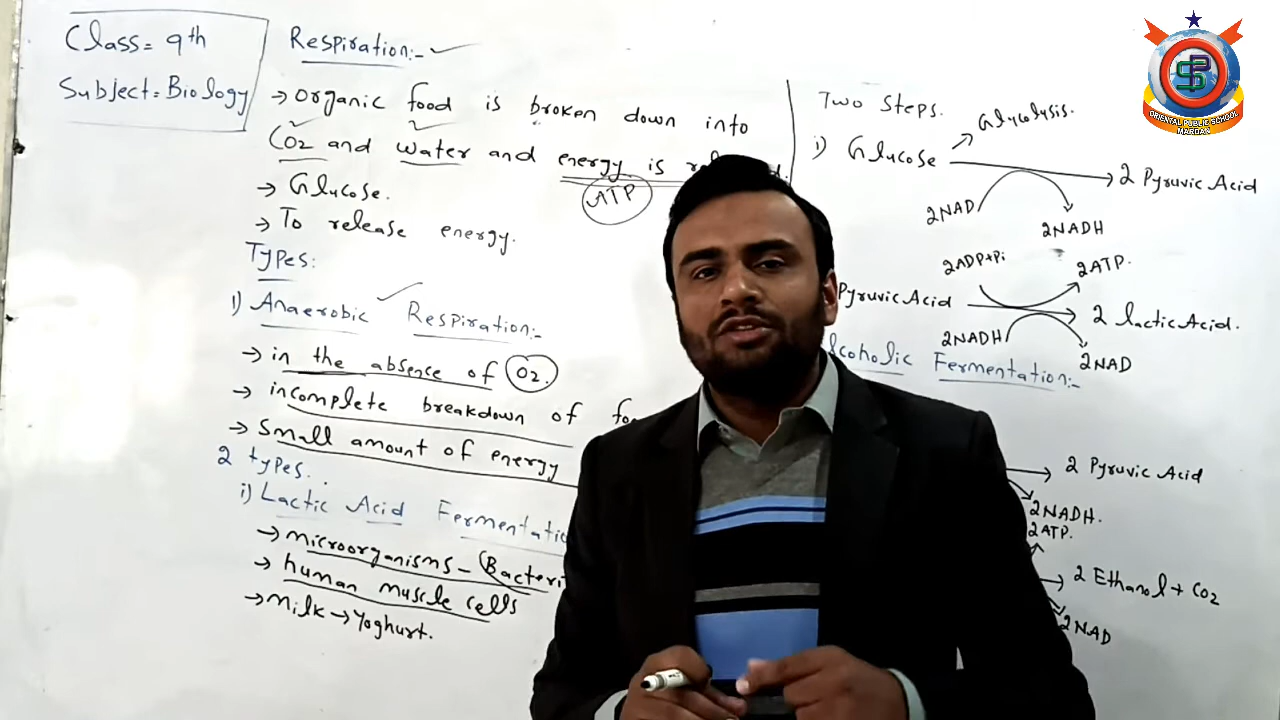 Class = 9th
Subject = Biology
Respiration:-
→ Organic food is broken down into
CO2 and water and energy is
ATP
→ Glucose.
→ To release energy.
Types:
i) Anaerobic Respiration:-
→ in the absence of O2.
→ incomplete breakdown of
→ Small amount of energy
2 types.
i) Lactic Acid Fermentatio
→ microorganisms - Bacteri
→ human muscle cells
→ Milk → Yoghurt.
Two Steps.
Glycolysis.
i) Glucose → 2 Pyruvic Acid
2NAD
2NADH
2ADP+Pi
2ATP.
Pyruvic Acid → 2 lactic Acid.
2NADH
2NAD
coholic Fermentation:-
2 Pyruvic Acid
2NADH.
2ATP.
2 Ethanol + CO2
2NAD
ORIENTAL PUBLIC SCHOOL
MARDAN